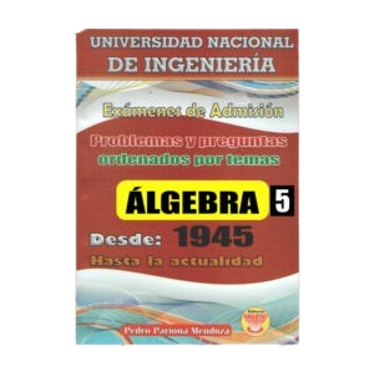 UNIVERSIDAD NACIONAL
DE INGENIERÍA
Exámenes de Admisión
Problemas y preguntas
ordenados por temas
ÁLGEBRA 5
Desde: 1945
Hasta la actualidad
Pedro Pariona Mendoza